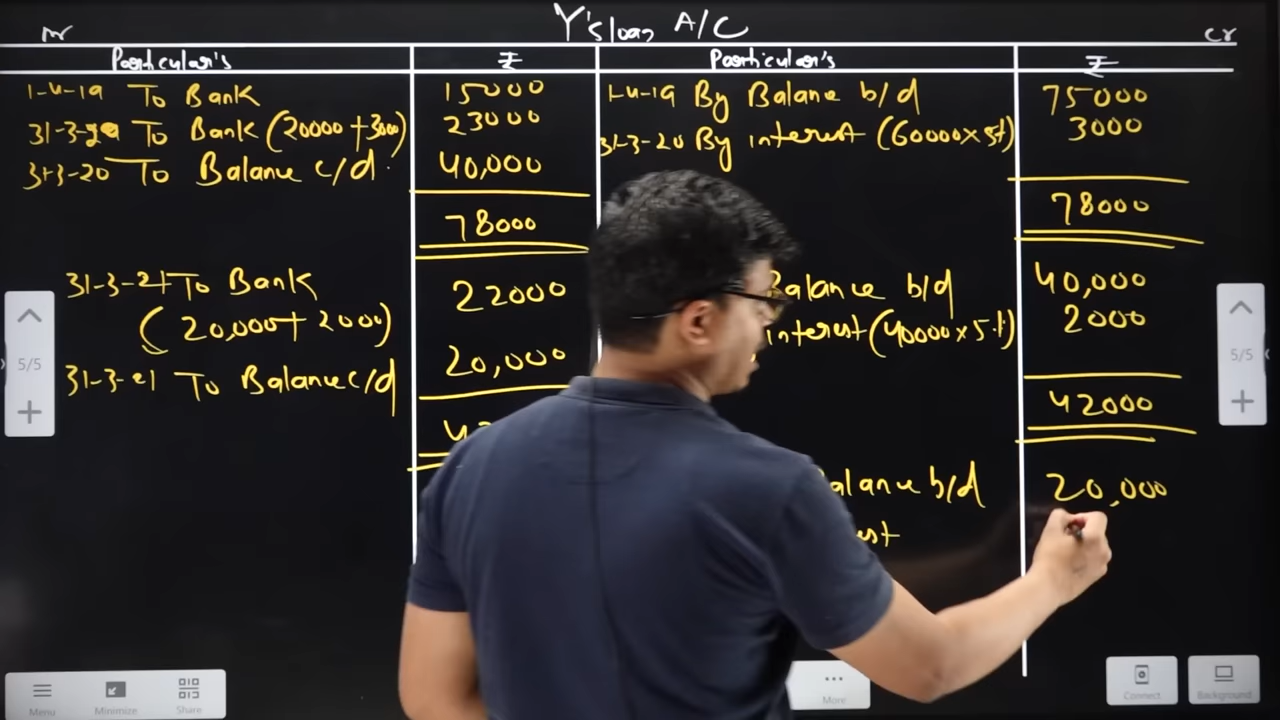 Y's loan A/C
Dr
Cr
Particular's ₹ Particular's ₹
1-4-19 To Bank 15000
31-3-20 To Bank (20000+3000) 23000
31-3-20 To Balance c/d. 40,000
78000
31-3-21 To Bank 22000
(20,000+ 2000)
31-3-21 To Balance c/d 20,000
42
1-4-19 By Balane b/d 75000
31-3-20 By interest (60000×5%) 3000
78000
Balance b/d 40,000
interest (40000×5%) 2000
42000
alance b/d 20,000
est
5/5
5/5
Menu
Minimize
Share
More
Connect
Background